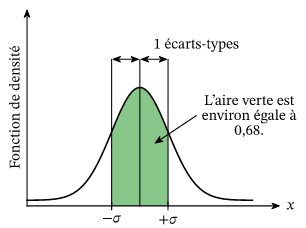 1 écarts-types
Fonction de densité
L'aire verte est
environ égale à
0,68.
−σ
+σ
x